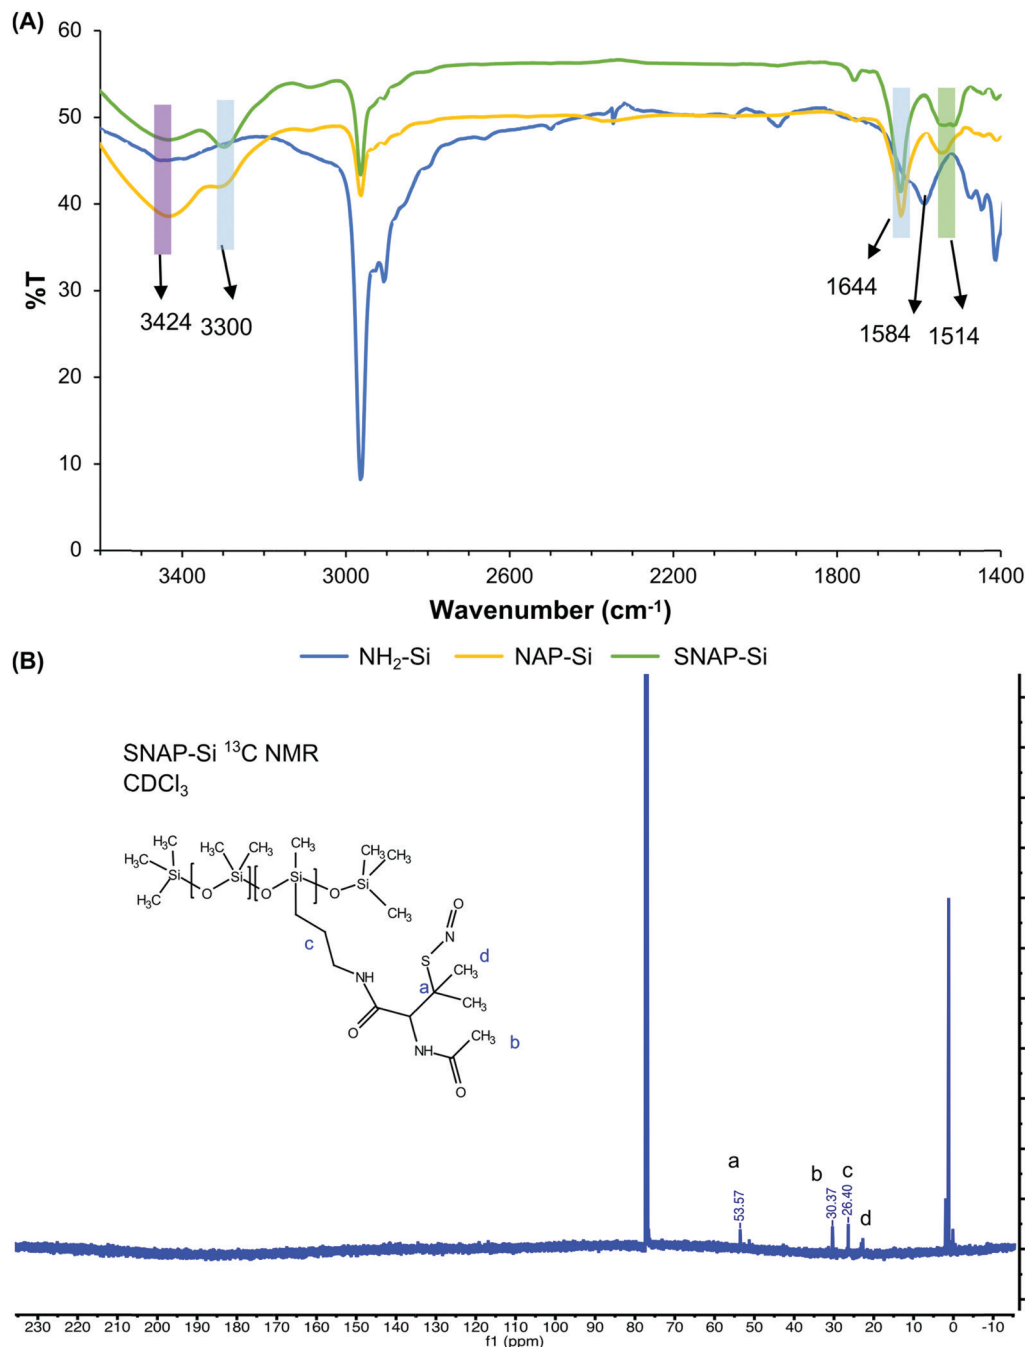 (A)
60
50
40
30
20
10
0
%T
3424
3300
1644
1584
1514
3400
3000
2600
2200
1800
1400
Wavenumber (cm⁻¹)
(B)
NH₂-Si
NAP-Si
SNAP-Si
SNAP-Si ¹³C NMR
CDCl₃
H₃C
H₃C
H₃C
Si
O
H₃C
CH₃
Si
O
CH₃
Si
O
CH₃
Si
CH₃
CH₃
c
O
N
S
d
NH
a
CH₃
CH₃
O
NH
CH₃
b
O
a
53.57
b
30.37
c
26.40
d
230 220 210 200 190 180 170 160 150 140 130 120 110 100 90 80 70 60 50 40 30 20 10 0 -10
f1 (ppm)